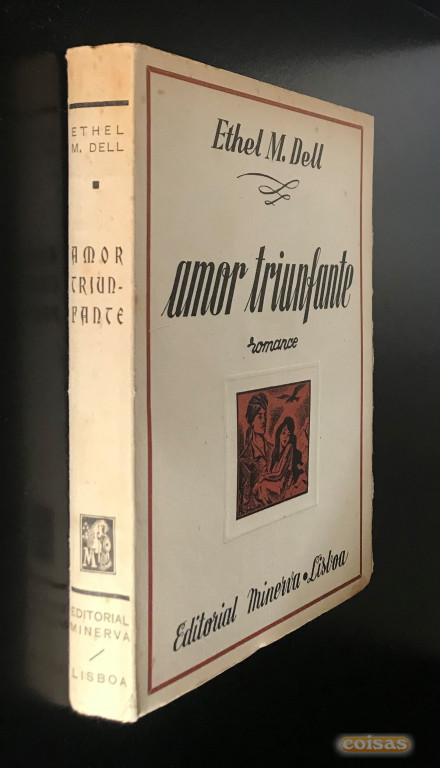 ETHEL
M. DELL
AMOR
TRIUN-
FANTE
M
EDITORIAL
MINERVA
LISBOA
Ethel M. Dell
amor triunfante
romance
Editorial Minerva • Lisboa
coisas